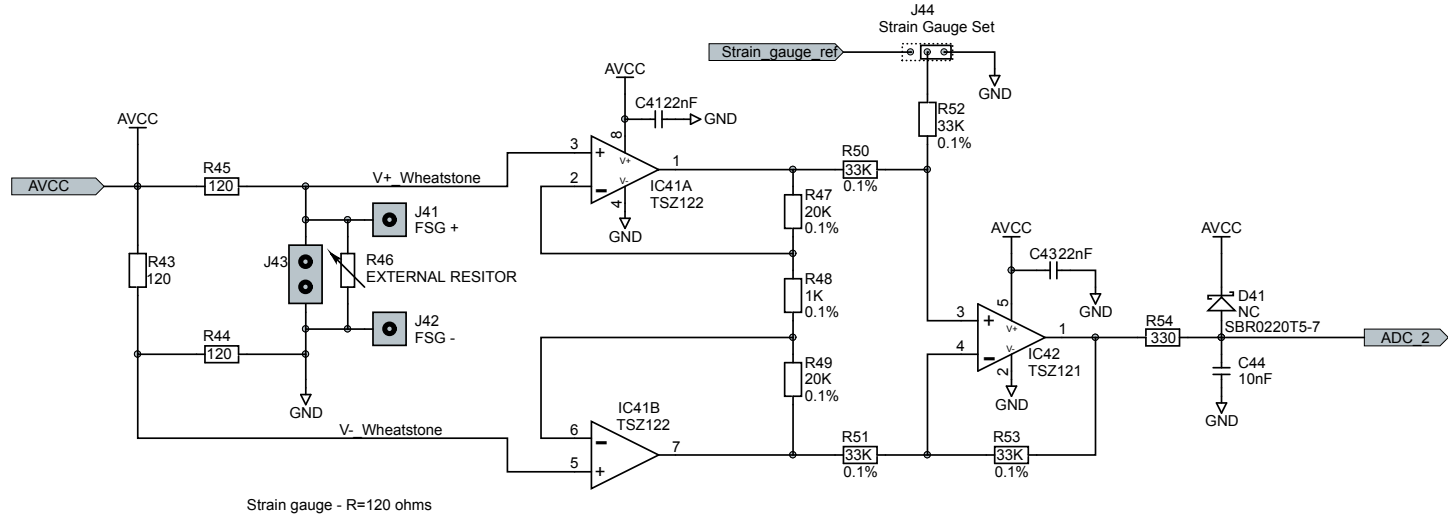 J44
Strain Gauge Set
Strain_gauge_ref
GND
AVCC
C4122nF
GND
R52
33K
0.1%
AVCC
AVCC
R45
120
V+_Wheatstone
3
2
8
V+
V-
4
1
IC41A
TSZ122
GND
R50
33K
0.1%
R47
20K
0.1%
J41
FSG +
R43
120
J43
R46
EXTERNAL RESITOR
R48
1K
0.1%
AVCC
C4322nF
GND
AVCC
D41
NC
SBR0220T5-7
J42
FSG -
R44
120
GND
3
4
5
V+
V-
2
1
IC42
TSZ121
GND
R54
330
ADC_2
C44
10nF
GND
R49
20K
0.1%
V-_Wheatstone
IC41B
TSZ122
6
5
7
R51
33K
0.1%
R53
33K
0.1%
Strain gauge - R=120 ohms